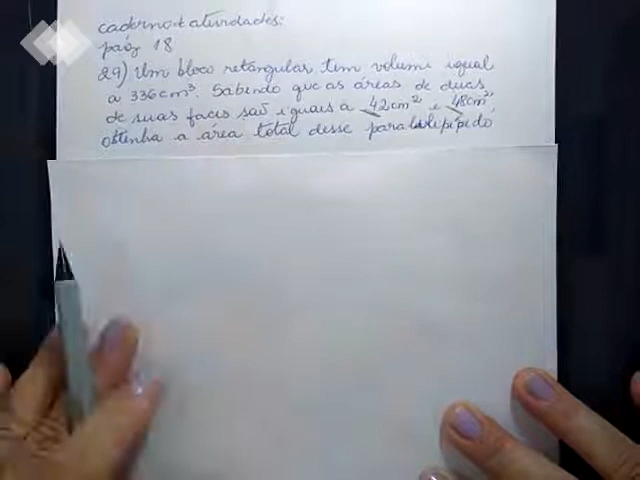 caderno + atividades:
pág 18
29) Um bloco retangular tem volume igual
a 336cm³. Sabendo que as áreas de duas
de suas faces são iguais a 42cm² e 48cm²,
obtenha a área total desse paralelepípedo